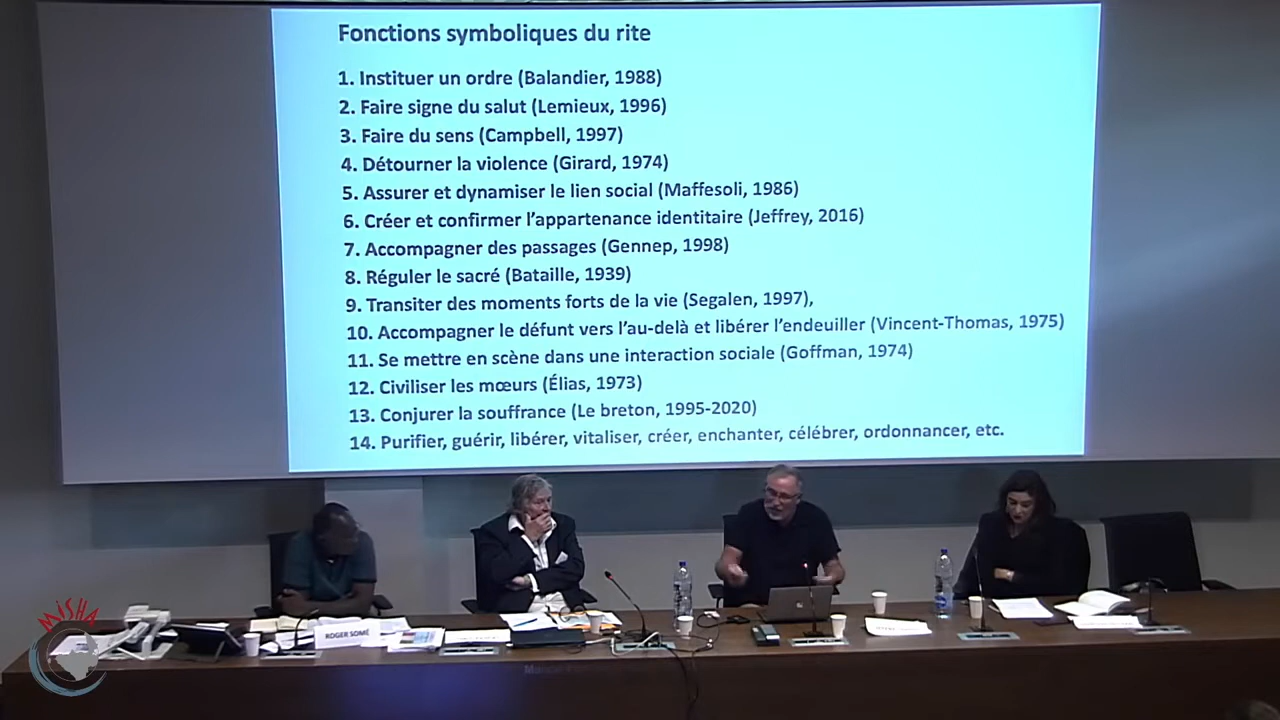 Fonctions symboliques du rite
1. Instituer un ordre (Balandier, 1988)
2. Faire signe du salut (Lemieux, 1996)
3. Faire du sens (Campbell, 1997)
4. Détourner la violence (Girard, 1974)
5. Assurer et dynamiser le lien social (Maffesoli, 1986)
6. Créer et confirmer l'appartenance identitaire (Jeffrey, 2016)
7. Accompagner des passages (Gennep, 1998)
8. Réguler le sacré (Bataille, 1939)
9. Transiter des moments forts de la vie (Segalen, 1997),
10. Accompagner le défunt vers l'au-delà et libérer l'endeuiller (Vincent-Thomas, 1975)
11. Se mettre en scène dans une interaction sociale (Goffman, 1974)
12. Civiliser les mœurs (Élias, 1973)
13. Conjurer la souffrance (Le breton, 1995-2020)
14. Purifier, guérir, libérer, vitaliser, créer, enchanter, célébrer, ordonnancer, etc.
MISHA
ROGER SOMÉ